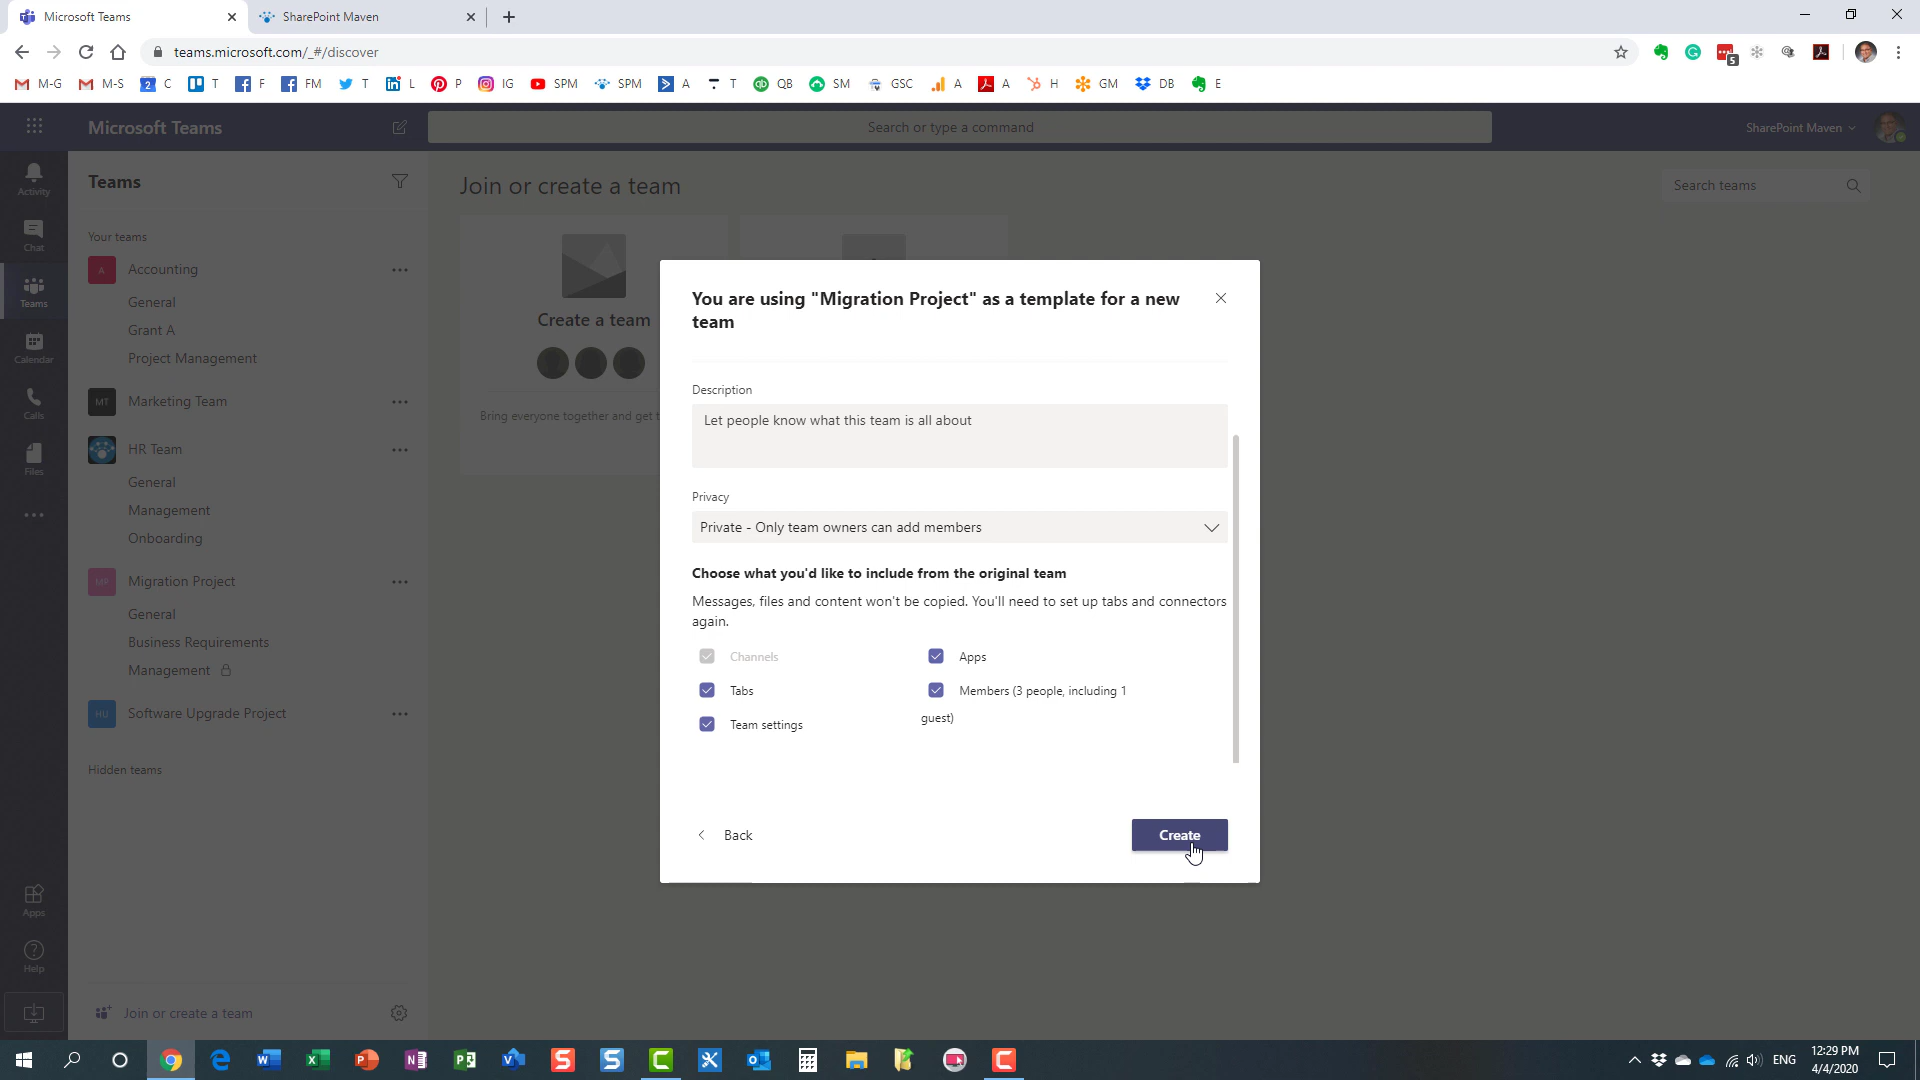 Microsoft Teams
SharePoint Maven
teams.microsoft.com/_#/discover
5
M-G
M-S
2
C
T
F
FM
T
L
P
IG
SPM
SPM
A
T
QB
SM
GSC
A
A
H
GM
DB
E
Microsoft Teams
Search or type a command
SharePoint Maven
Activity
Chat
Teams
Calendar
Calls
Files
Apps
Help
Teams
Your teams
A
Accounting
General
Grant A
Project Management
MT
Marketing Team
HR Team
General
Management
Onboarding
MP
Migration Project
General
Business Requirements
Management
HU
Software Upgrade Project
Hidden teams
Join or create a team
Join or create a team
Search teams
Create a team
Bring everyone together and get t
You are using "Migration Project" as a template for a new
team
Description
Let people know what this team is all about
Privacy
Private - Only team owners can add members
Choose what you'd like to include from the original team
Messages, files and content won't be copied. You'll need to set up tabs and connectors
again.
Channels
Apps
Tabs
Members (3 people, including 1
guest)
Team settings
Back
Create
ENG
12:29 PM
4/4/2020